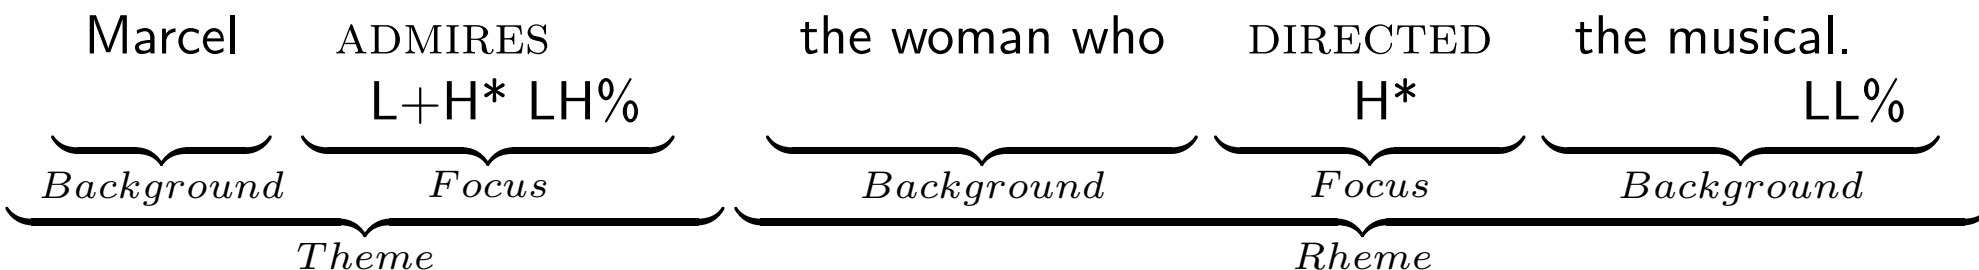 Marcel ADMIRES the woman who DIRECTED the musical.
L+H* LH% H* LL%
Background Focus Background Focus Background
Theme Rheme